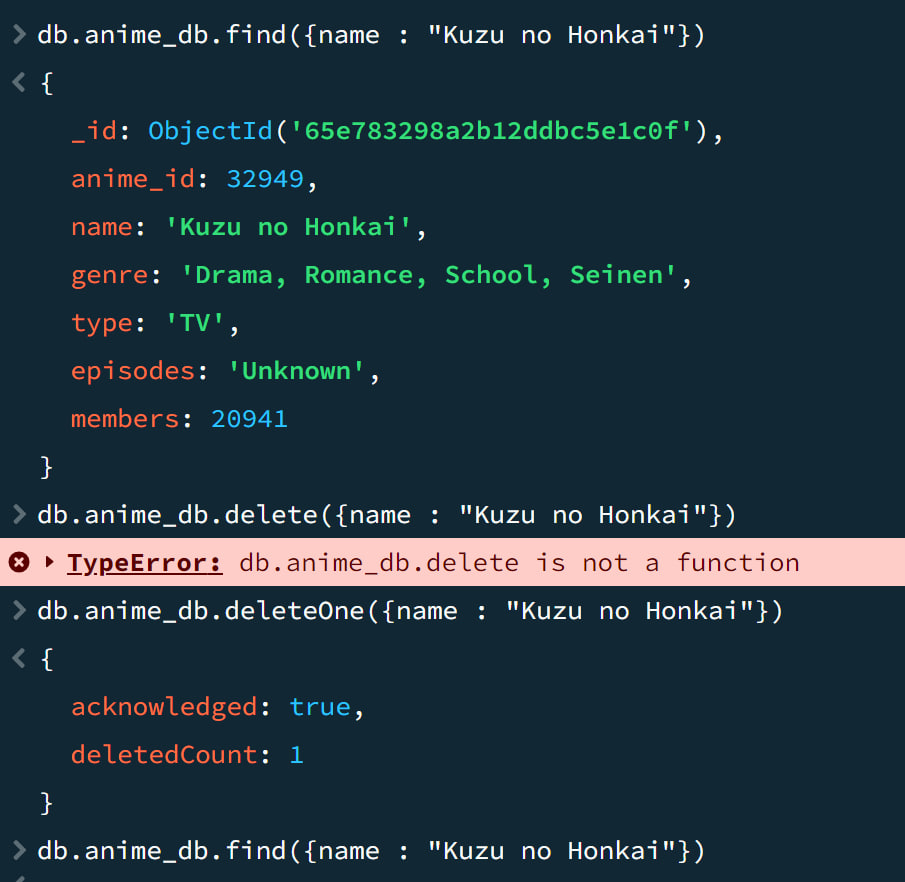 > db.anime_db.find({name : "Kuzu no Honkai"})
< {
_id: ObjectId('65e783298a2b12ddbc5e1c0f'),
anime_id: 32949,
name: 'Kuzu no Honkai',
genre: 'Drama, Romance, School, Seinen',
type: 'TV',
episodes: 'Unknown',
members: 20941
}
> db.anime_db.delete({name : "Kuzu no Honkai"})
TypeError: db.anime_db.delete is not a function
> db.anime_db.deleteOne({name : "Kuzu no Honkai"})
< {
acknowledged: true,
deletedCount: 1
}
> db.anime_db.find({name : "Kuzu no Honkai"})